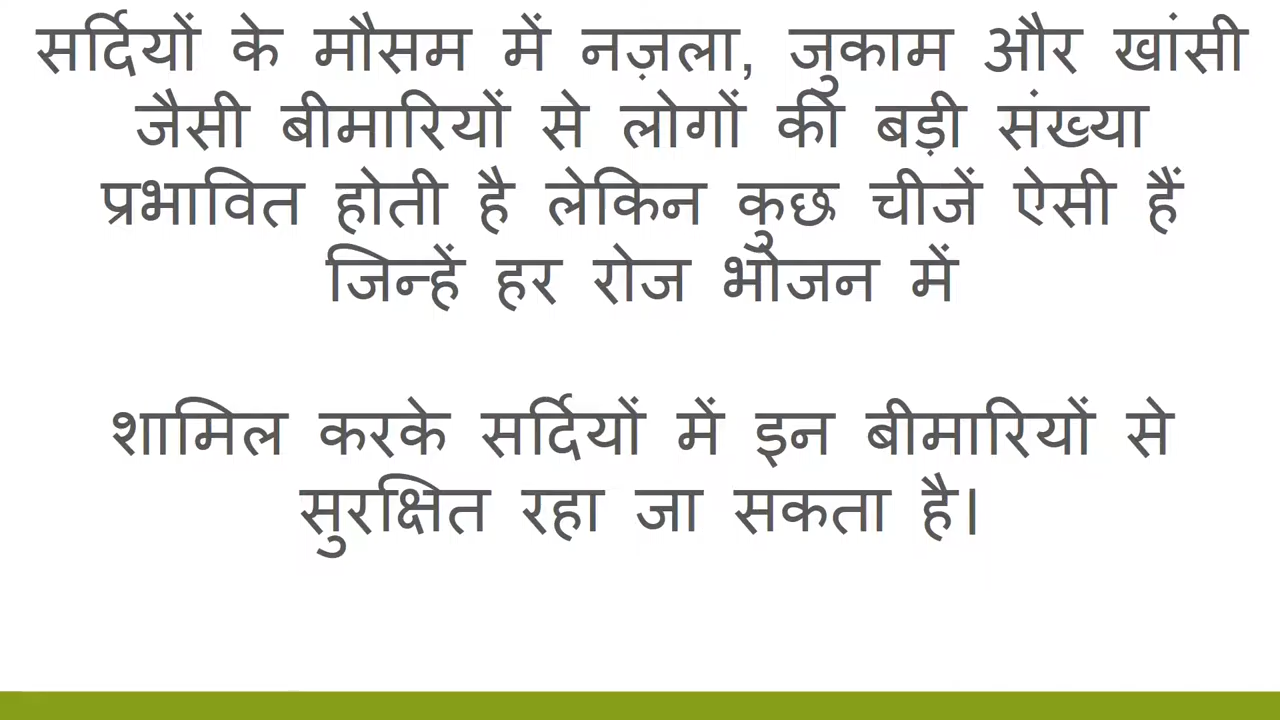 सर्दियों के मौसम में नज़ला, जुकाम और खांसी
जैसी बीमारियों से लोगों की बड़ी संख्या
प्रभावित होती है लेकिन कुछ चीजें ऐसी हैं
जिन्हें हर रोज भोजन में
शामिल करके सर्दियों में इन बीमारियों से
सुरक्षित रहा जा सकता है।